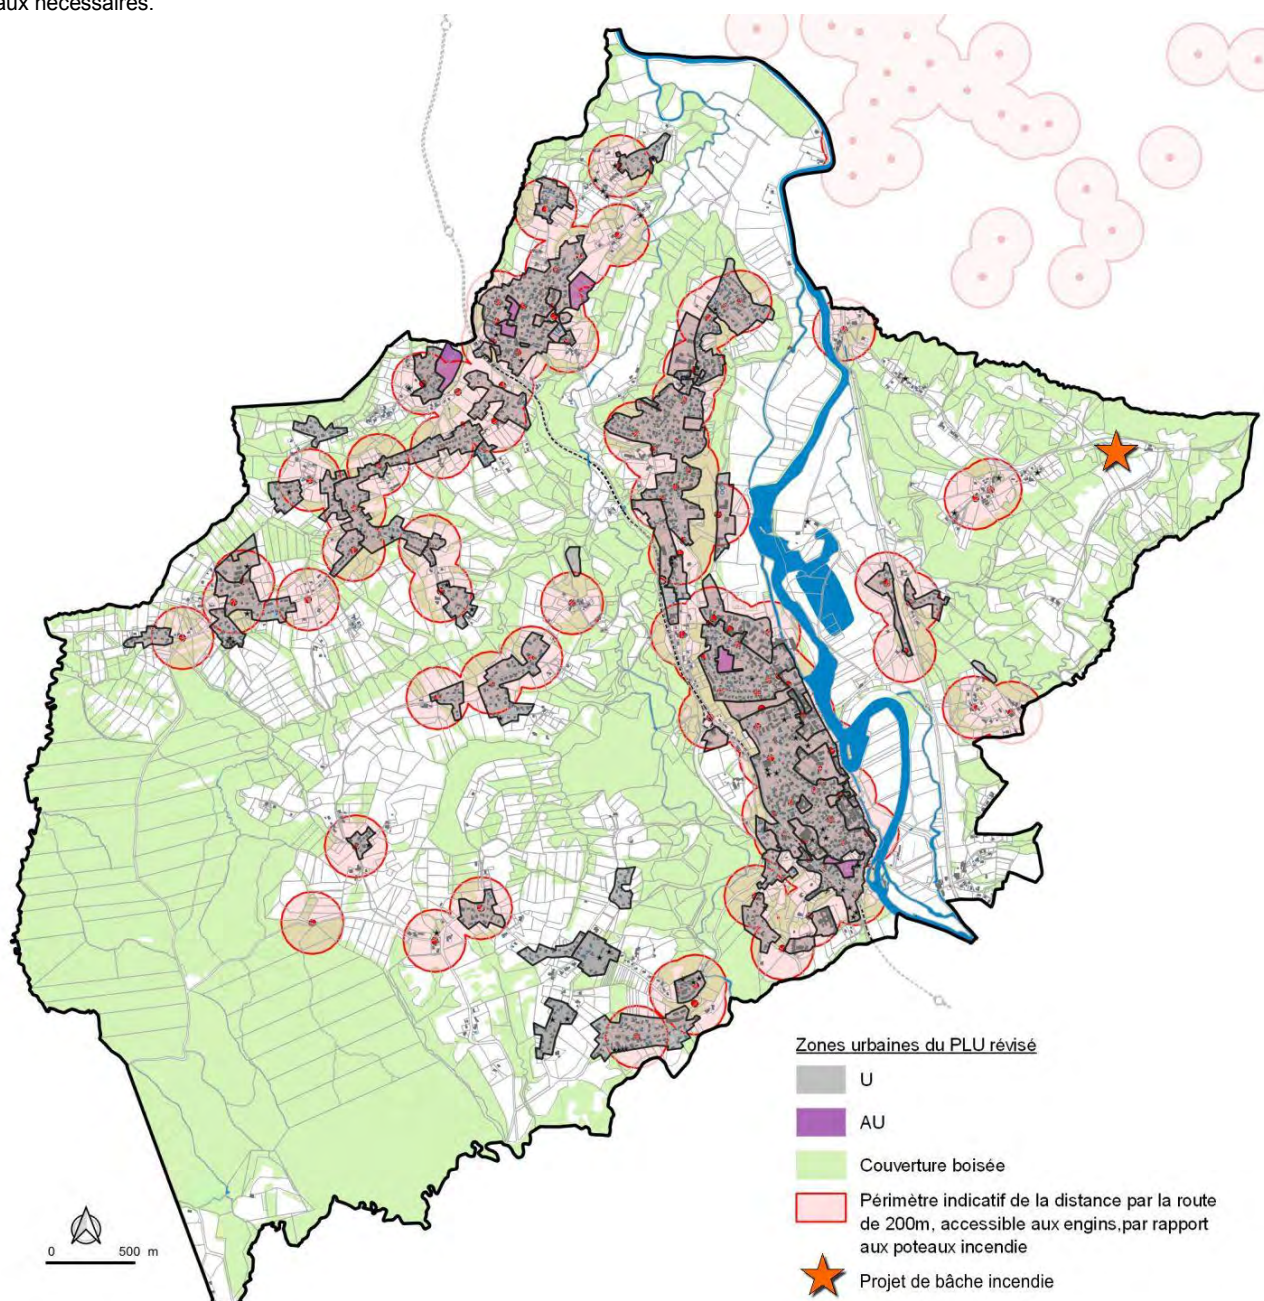 aux nécessaires.
Zones urbaines du PLU révisé
U
AU
Couverture boisée
Périmètre indicatif de la distance par la route
de 200m, accessible aux engins,par rapport
aux poteaux incendie
Projet de bâche incendie
0 500 m